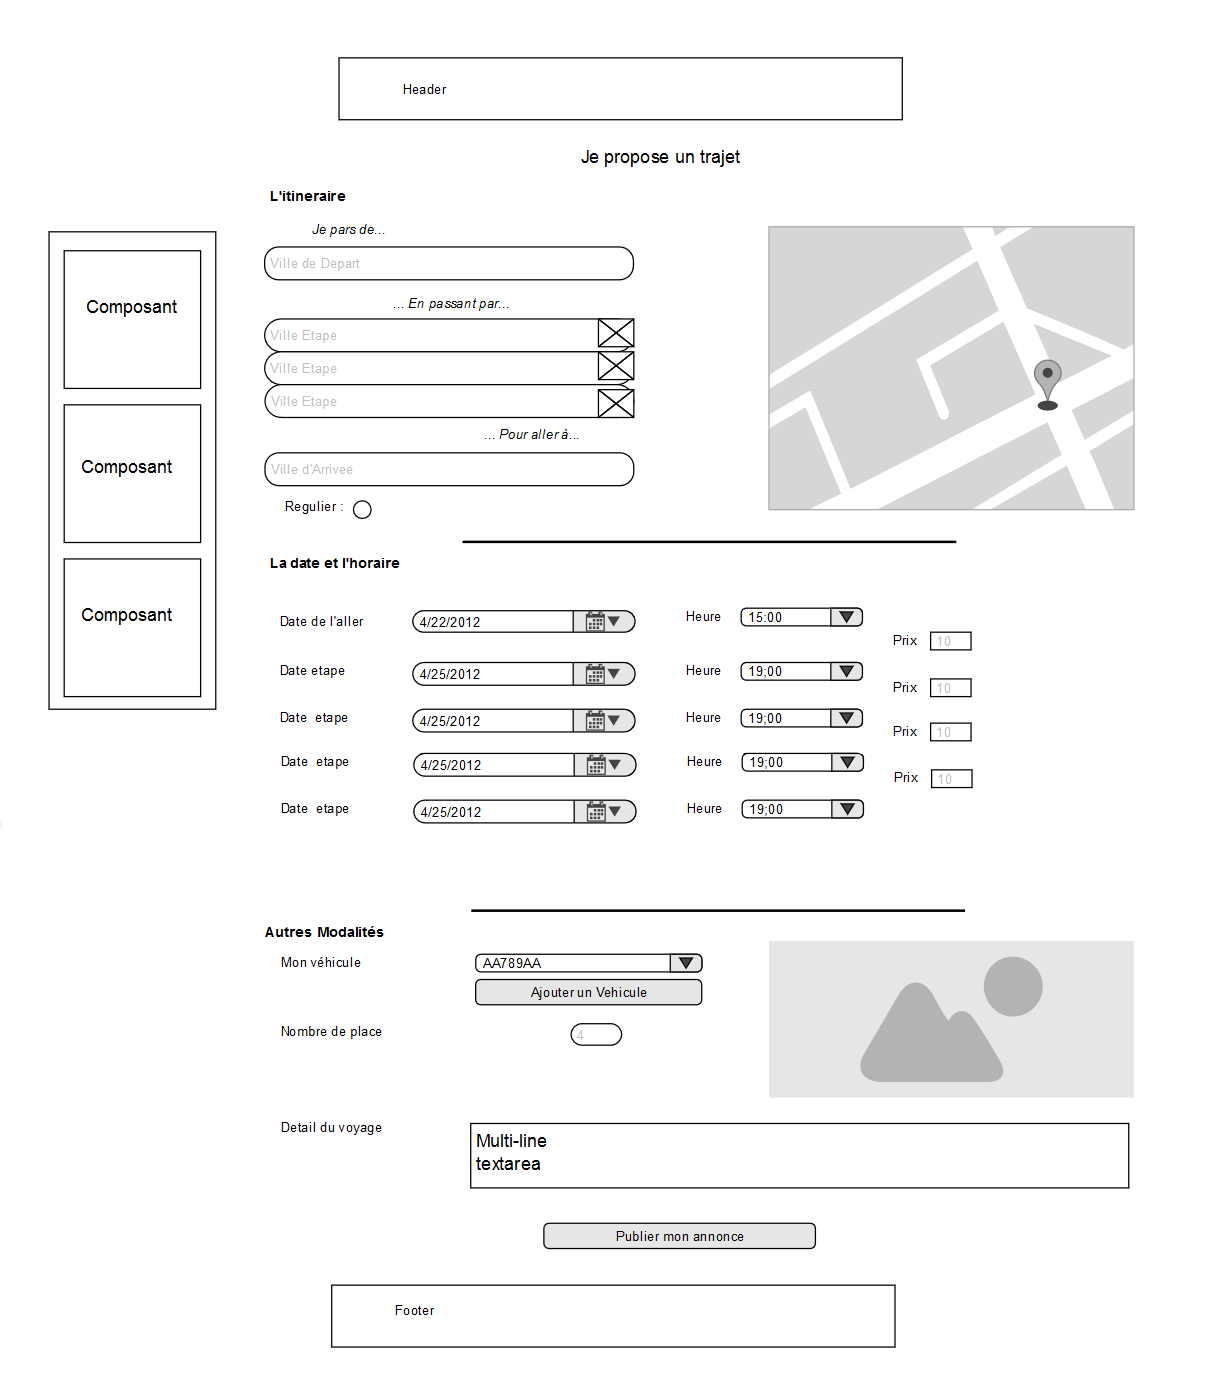 Header
Je propose un trajet
L'itineraire
Je pars de...
Ville de Depart
... En passant par...
Ville Etape
Ville Etape
Ville Etape
... Pour aller à...
Ville d'Arrivee
Regulier :
Composant
Composant
Composant
La date et l'horaire
Date de l'aller 4/22/2012 Heure 15:00
Prix 10
Date etape 4/25/2012 Heure 19;00
Prix 10
Date etape 4/25/2012 Heure 19;00
Prix 10
Date etape 4/25/2012 Heure 19;00
Prix 10
Date etape 4/25/2012 Heure 19;00
Autres Modalités
Mon véhicule AA789AA
Ajouter un Vehicule
Nombre de place 4
Detail du voyage
Multi-line
textarea
Publier mon annonce
Footer